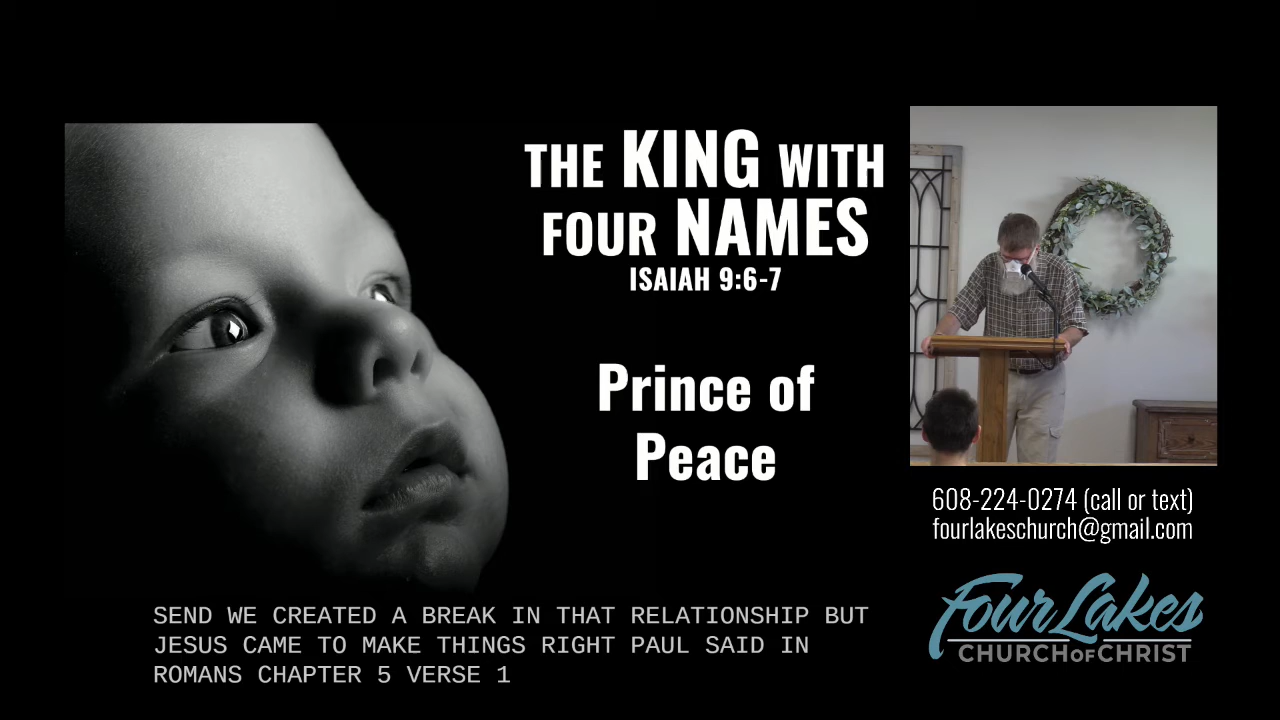 THE KING WITH
FOUR NAMES
ISAIAH 9:6-7
Prince of
Peace
608-224-0274 (call or text)
fourlakeschurch@gmail.com
Four Lakes
CHURCH OF CHRIST
SEND WE CREATED A BREAK IN THAT RELATIONSHIP BUT
JESUS CAME TO MAKE THINGS RIGHT PAUL SAID IN
ROMANS CHAPTER 5 VERSE 1